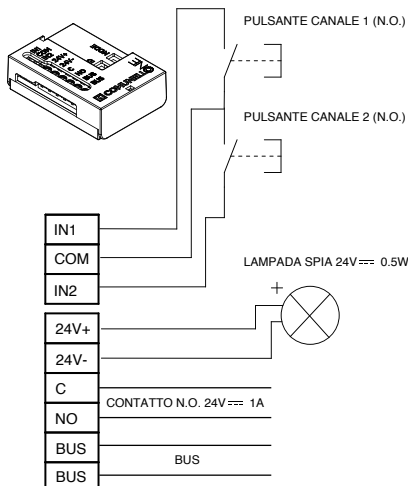 PULSANTE CANALE 1 (N.O.)
PULSANTE CANALE 2 (N.O.)
COMUNELLO
IN1
COM
IN2
LAMPADA SPIA 24V⎓ 0.5W
+
24V+
24V-
C
CONTATTO N.O. 24V⎓ 1A
NO
BUS
BUS
BUS